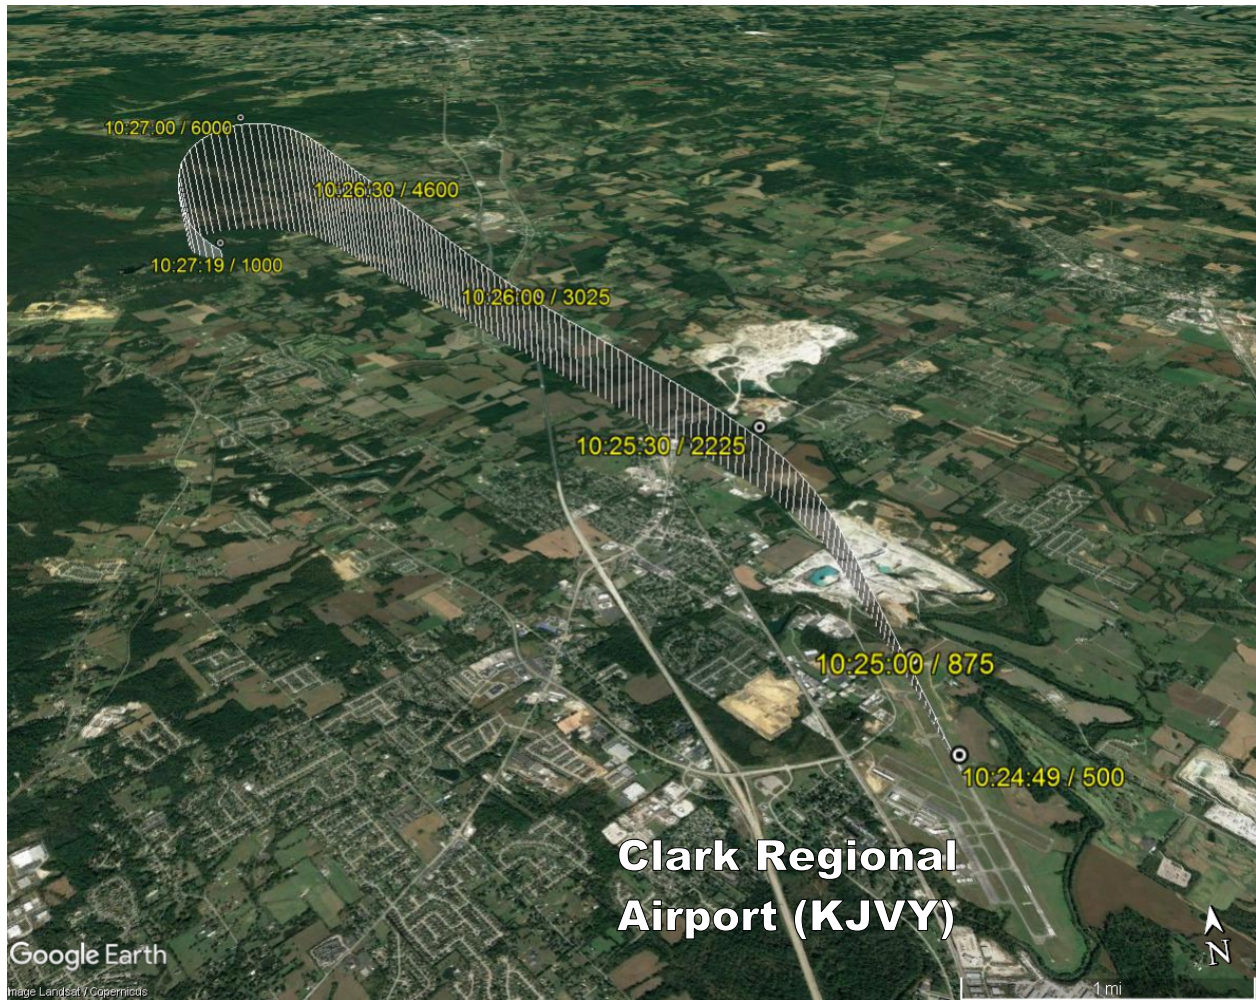 10:27:00 / 6000
10:26:30 / 4600
10:27:19 / 1000
10:26:00 / 3025
10:25:30 / 2225
10:25:00 / 875
10:24:49 / 500
Clark Regional
Airport (KJVY)
N
Google Earth
mage Landsat / Copernicus
1 mi